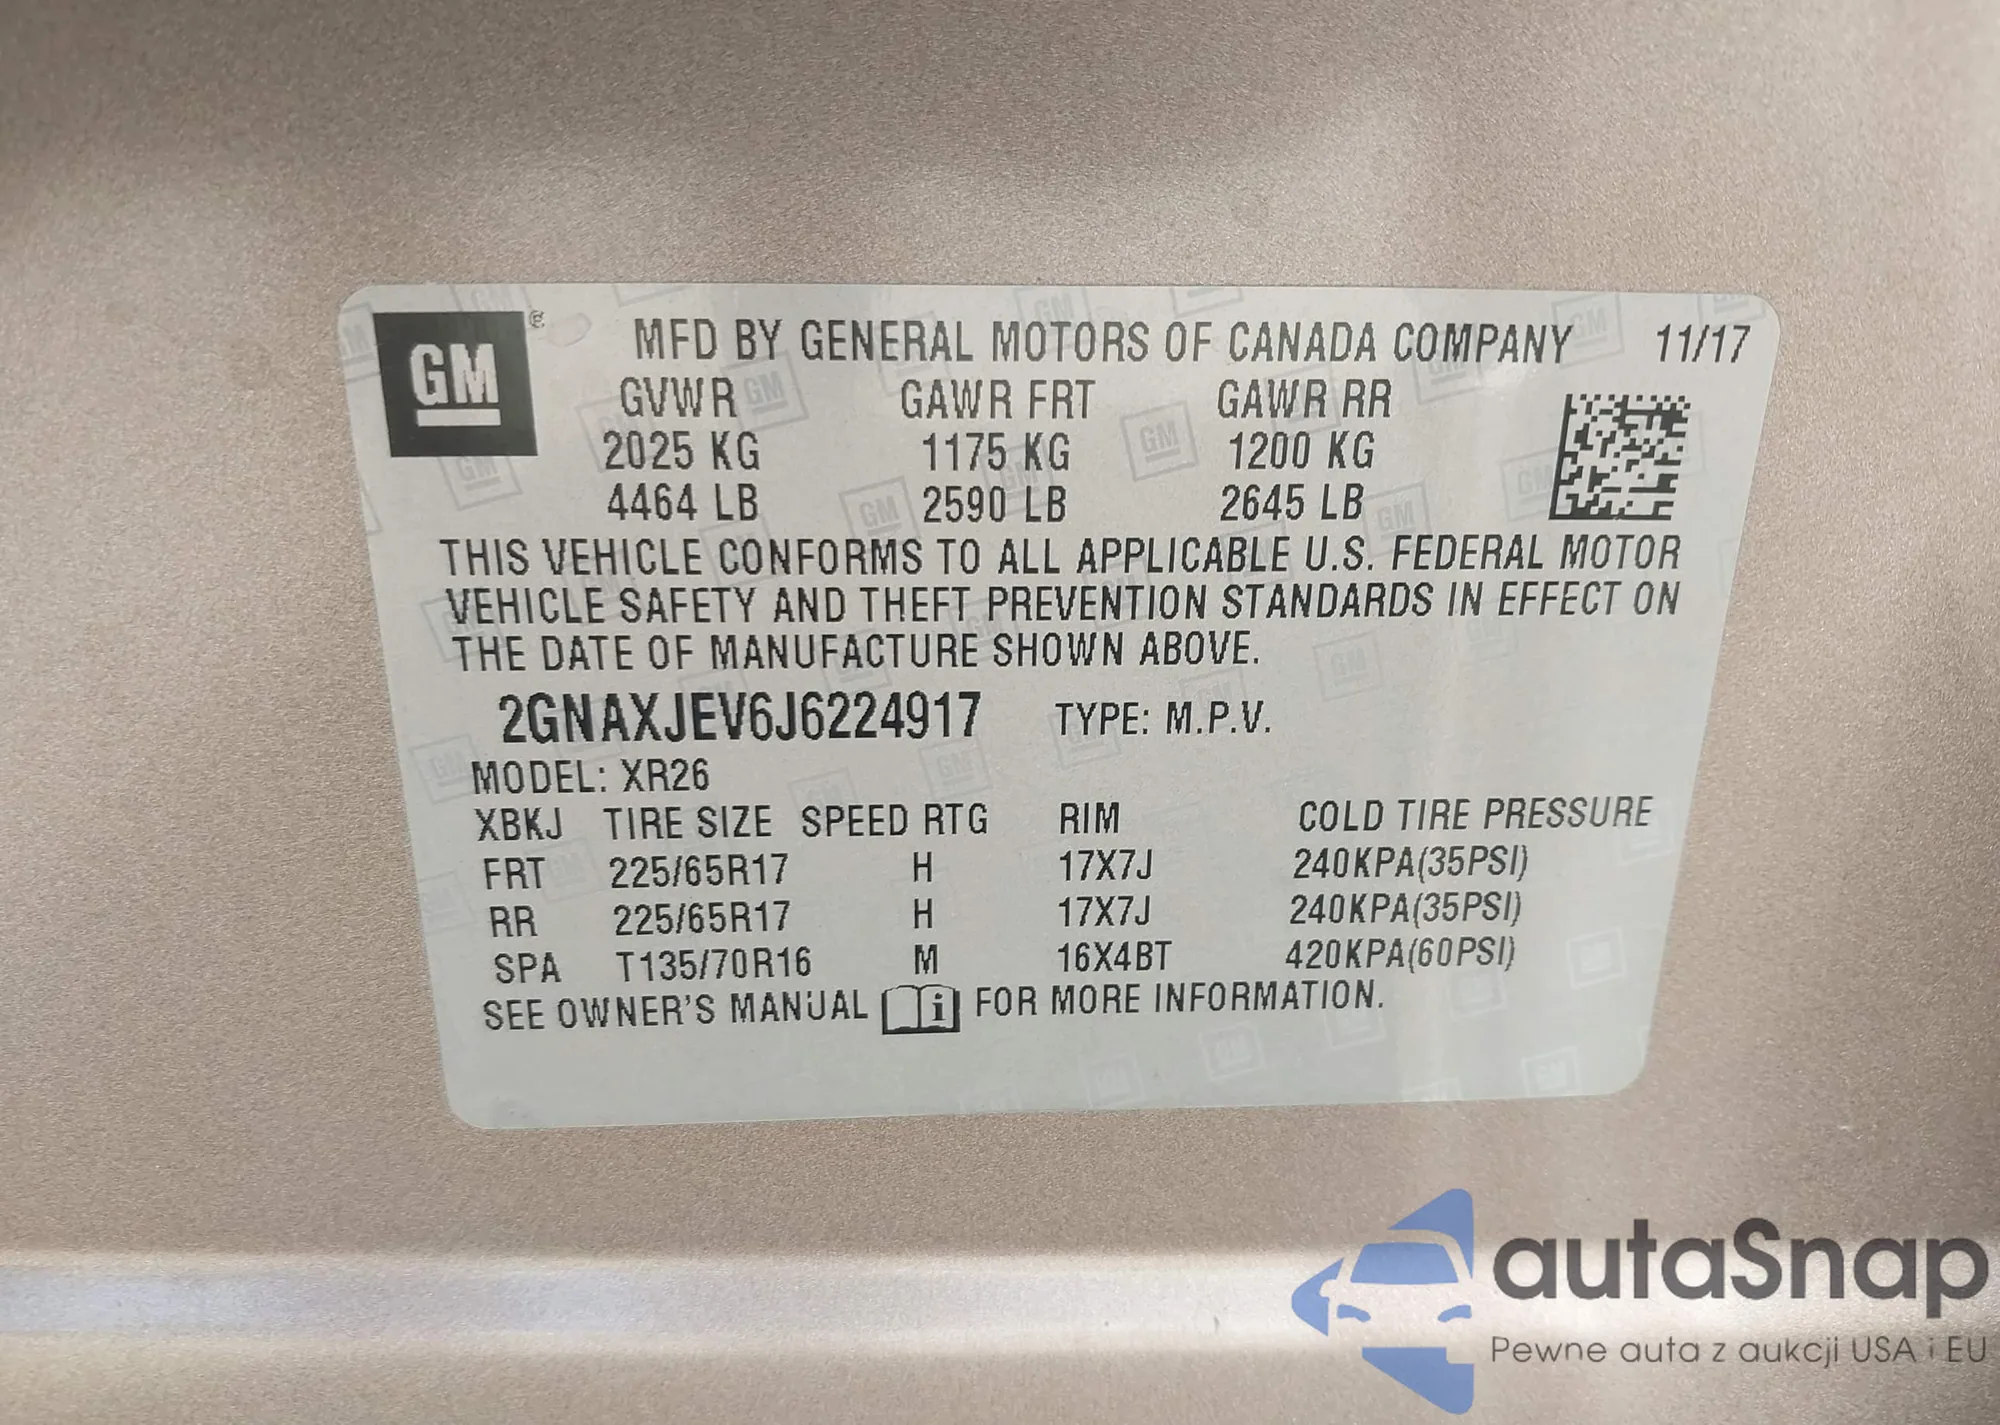 GM
MFD BY GENERAL MOTORS OF CANADA COMPANY 11/17
GVWR GAWR FRT GAWR RR
2025 KG 1175 KG 1200 KG
4464 LB 2590 LB 2645 LB
THIS VEHICLE CONFORMS TO ALL APPLICABLE U.S. FEDERAL MOTOR
VEHICLE SAFETY AND THEFT PREVENTION STANDARDS IN EFFECT ON
THE DATE OF MANUFACTURE SHOWN ABOVE.
2GNAXJEV6J6224917 TYPE: M.P.V.
MODEL: XR26
XBKJ TIRE SIZE SPEED RTG RIM COLD TIRE PRESSURE
FRT 225/65R17 H 17X7J 240KPA(35PSI)
RR 225/65R17 H 17X7J 240KPA(35PSI)
SPA T135/70R16 M 16X4BT 420KPA(60PSI)
SEE OWNER'S MANUAL i FOR MORE INFORMATION.
autaSnap
Pewne auta z aukcji USA i EU